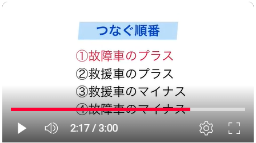 つなぐ順番
①故障車のプラス
②救援車のプラス
③救援車のマイナス
④故障車のマイナス
2:17 / 3:00